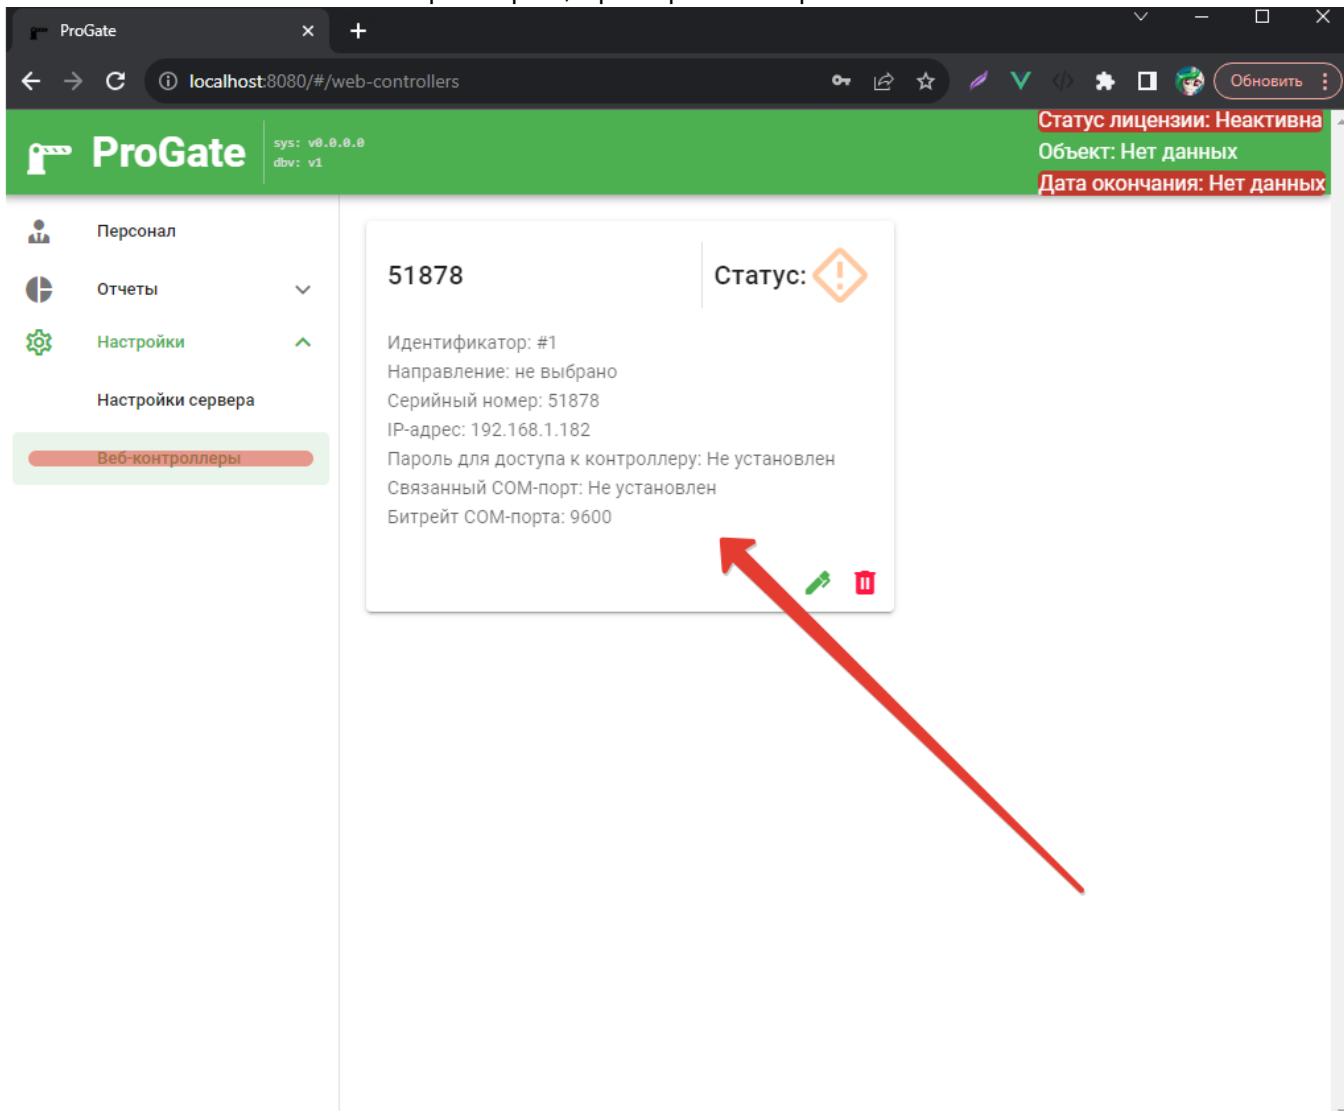 ProGate
localhost:8080/#/web-controllers
Обновить
ProGate
sys: v0.0.0.0
dbv: v1
Статус лицензии: Неактивна
Объект: Нет данных
Дата окончания: Нет данных
Персонал
Отчеты
Настройки
Настройки сервера
Веб-контроллеры
51878
Статус:
Идентификатор: #1
Направление: не выбрано
Серийный номер: 51878
IP-адрес: 192.168.1.182
Пароль для доступа к контроллеру: Не установлен
Связанный COM-порт: Не установлен
Битрейт COM-порта: 9600